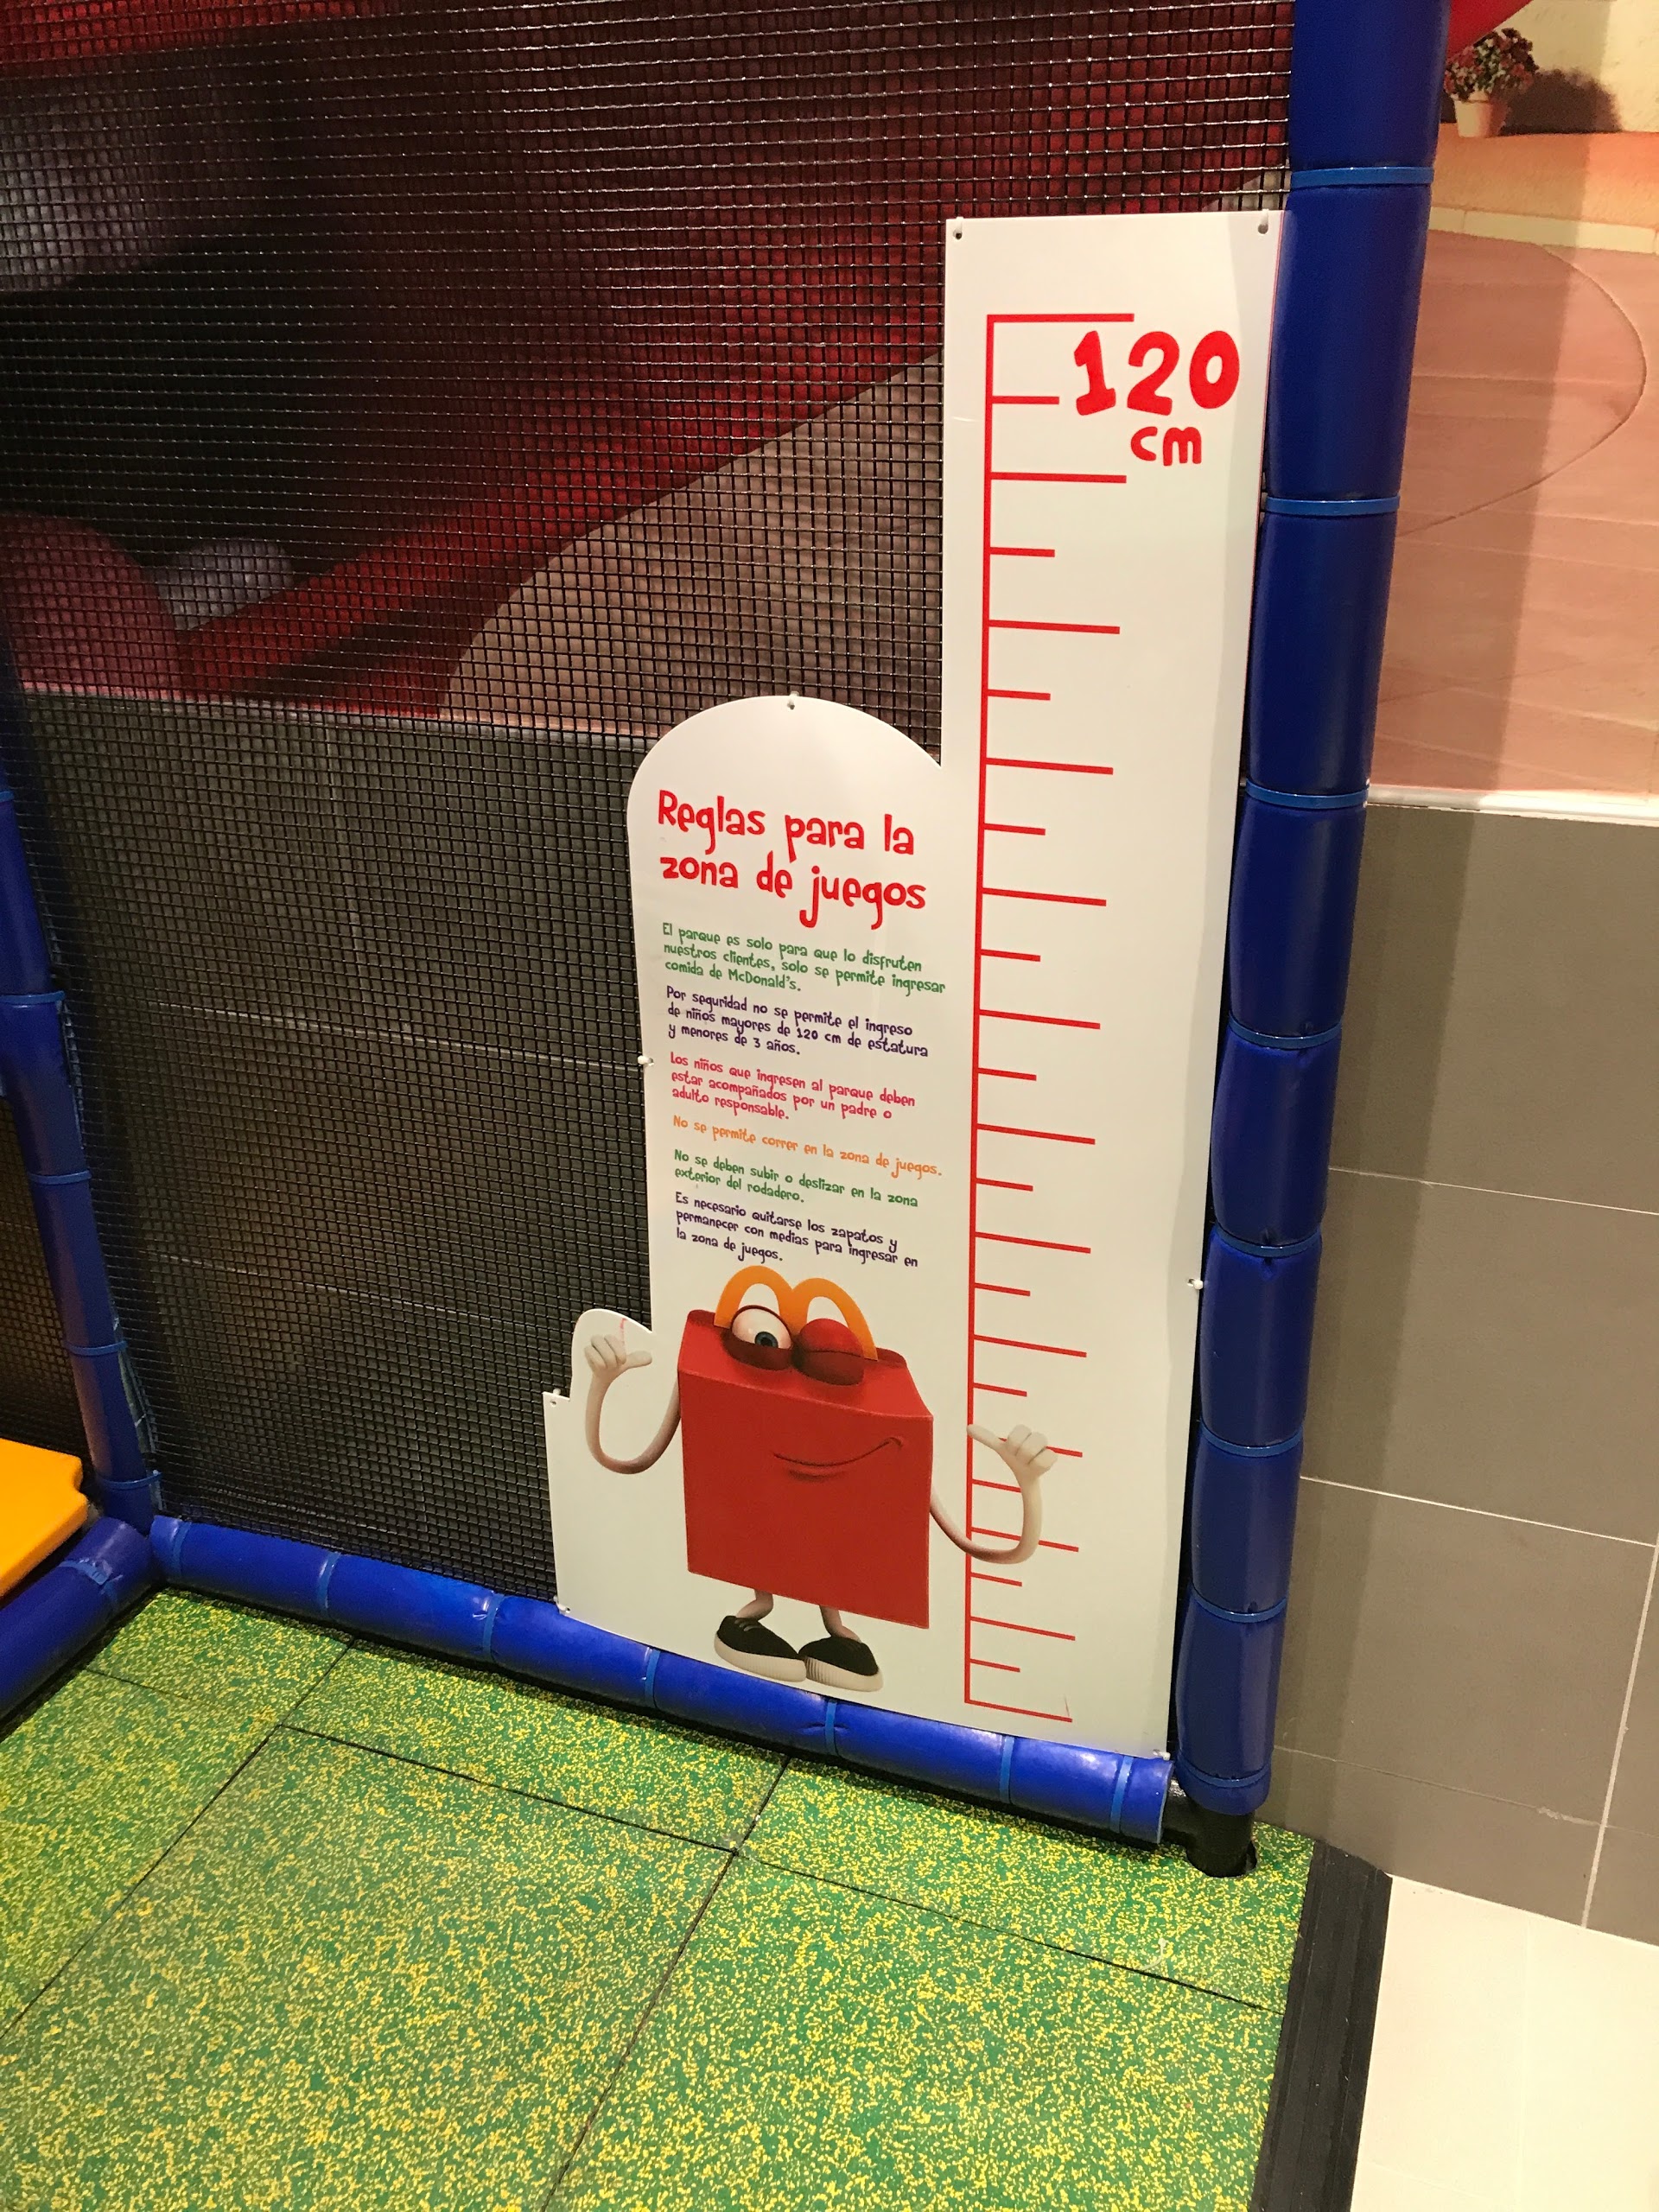 120
cm
Reglas para la
zona de juegos
El parque es solo para que lo disfruten
nuestros clientes, solo se permite ingresar
comida de McDonald's.
Por seguridad no se permite el ingreso
de niños mayores de 120 cm de estatura
y menores de 3 años.
Los niños que ingresen al parque deben
estar acompañados por un padre o
adulto responsable.
No se permite correr en la zona de juegos.
No se deben subir o deslizar en la zona
exterior del rodadero.
Es necesario quitarse los zapatos y
permanecer con medias para ingresar en
la zona de juegos.